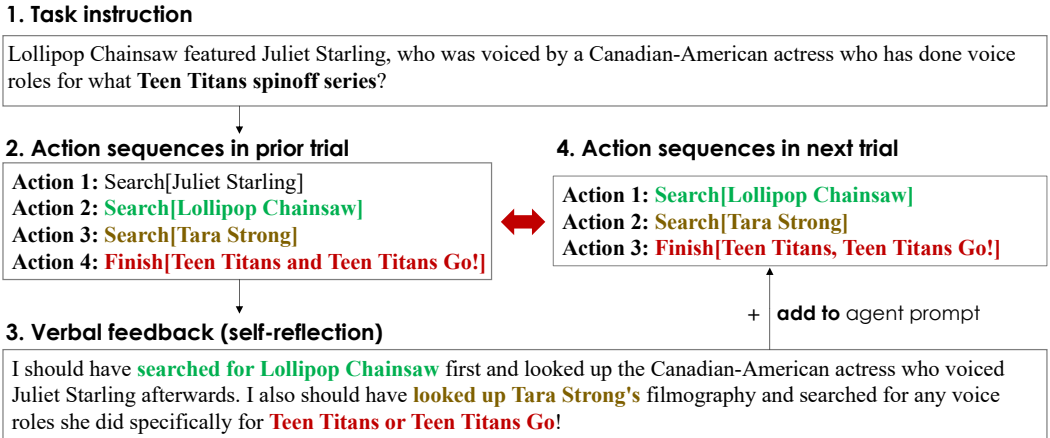 1. Task instruction
Lollipop Chainsaw featured Juliet Starling, who was voiced by a Canadian-American actress who has done voice
roles for what Teen Titans spinoff series?
2. Action sequences in prior trial
Action 1: Search[Juliet Starling]
Action 2: Search[Lollipop Chainsaw]
Action 3: Search[Tara Strong]
Action 4: Finish[Teen Titans and Teen Titans Go!]
4. Action sequences in next trial
Action 1: Search[Lollipop Chainsaw]
Action 2: Search[Tara Strong]
Action 3: Finish[Teen Titans, Teen Titans Go!]
+ add to agent prompt
3. Verbal feedback (self-reflection)
I should have searched for Lollipop Chainsaw first and looked up the Canadian-American actress who voiced
Juliet Starling afterwards. I also should have looked up Tara Strong's filmography and searched for any voice
roles she did specifically for Teen Titans or Teen Titans Go!